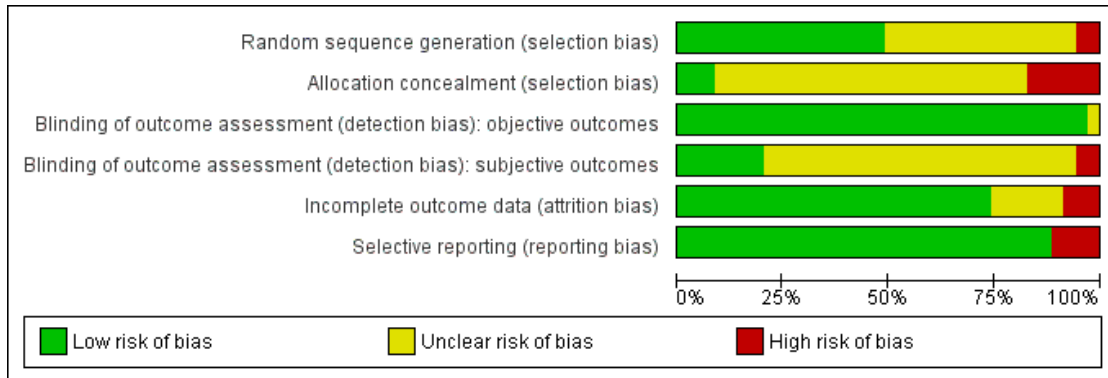 Random sequence generation (selection bias)
Allocation concealment (selection bias)
Blinding of outcome assessment (detection bias): objective outcomes
Blinding of outcome assessment (detection bias): subjective outcomes
Incomplete outcome data (attrition bias)
Selective reporting (reporting bias)
0% 25% 50% 75% 100%
Low risk of bias Unclear risk of bias High risk of bias